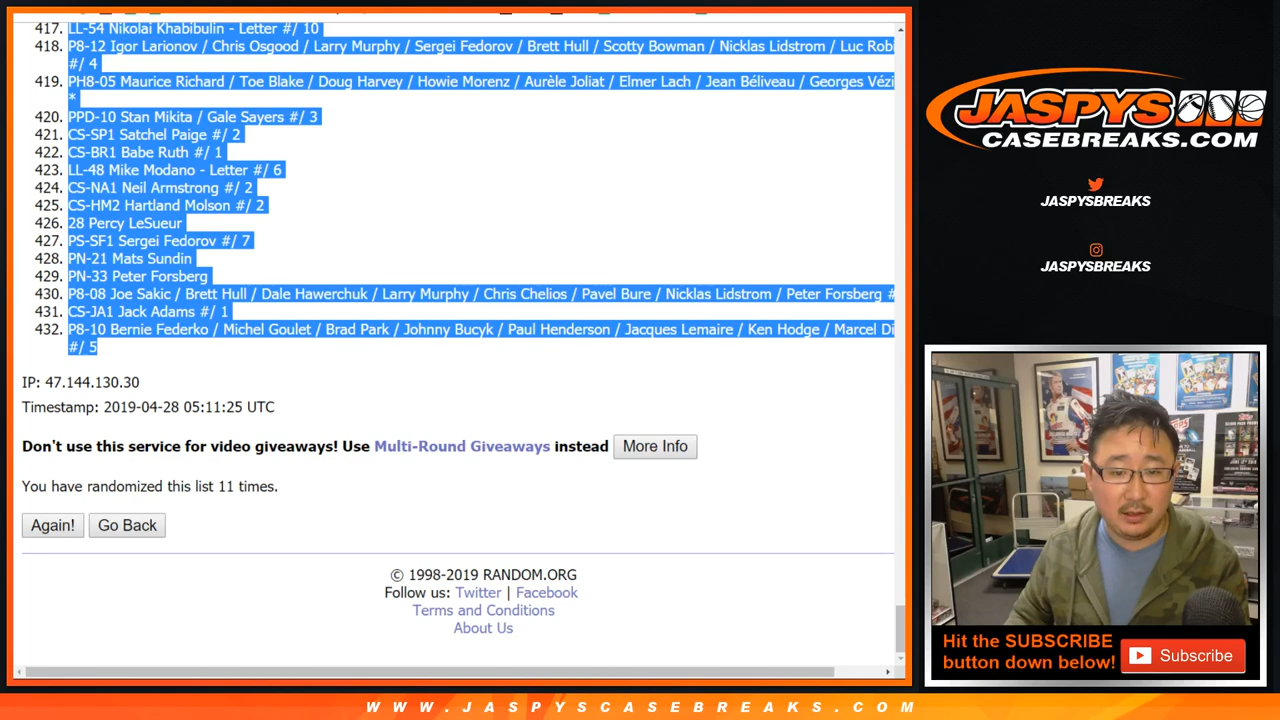 417. LL-54 Nikolai Khabibulin - Letter #/ 10
418. P8-12 Igor Larionov / Chris Osgood / Larry Murphy / Sergei Fedorov / Brett Hull / Scotty Bowman / Nicklas Lidstrom / Luc Robi
#/ 4
419. PH8-05 Maurice Richard / Toe Blake / Doug Harvey / Howie Morenz / Aurèle Joliat / Elmer Lach / Jean Béliveau / Georges Vézi
*
420. PPD-10 Stan Mikita / Gale Sayers #/ 3
421. CS-SP1 Satchel Paige #/ 2
422. CS-BR1 Babe Ruth #/ 1
423. LL-48 Mike Modano - Letter #/ 6
424. CS-NA1 Neil Armstrong #/ 2
425. CS-HM2 Hartland Molson #/ 2
426. 28 Percy LeSueur
427. PS-SF1 Sergei Fedorov #/ 7
428. PN-21 Mats Sundin
429. PN-33 Peter Forsberg
430. P8-08 Joe Sakic / Brett Hull / Dale Hawerchuk / Larry Murphy / Chris Chelios / Pavel Bure / Nicklas Lidstrom / Peter Forsberg #
431. CS-JA1 Jack Adams #/ 1
432. P8-10 Bernie Federko / Michel Goulet / Brad Park / Johnny Bucyk / Paul Henderson / Jacques Lemaire / Ken Hodge / Marcel Di
#/ 5
IP: 47.144.130.30
Timestamp: 2019-04-28 05:11:25 UTC
Don't use this service for video giveaways! Use Multi-Round Giveaways instead More Info
You have randomized this list 11 times.
Again! Go Back
© 1998-2019 RANDOM.ORG
Follow us: Twitter | Facebook
Terms and Conditions
About Us
JASPYS
CASEBREAKS.COM
JASPYSBREAKS
JASPYSBREAKS
Hit the SUBSCRIBE
button down below!
Subscribe
WWW.JASPYSCASEBREAKS.COM